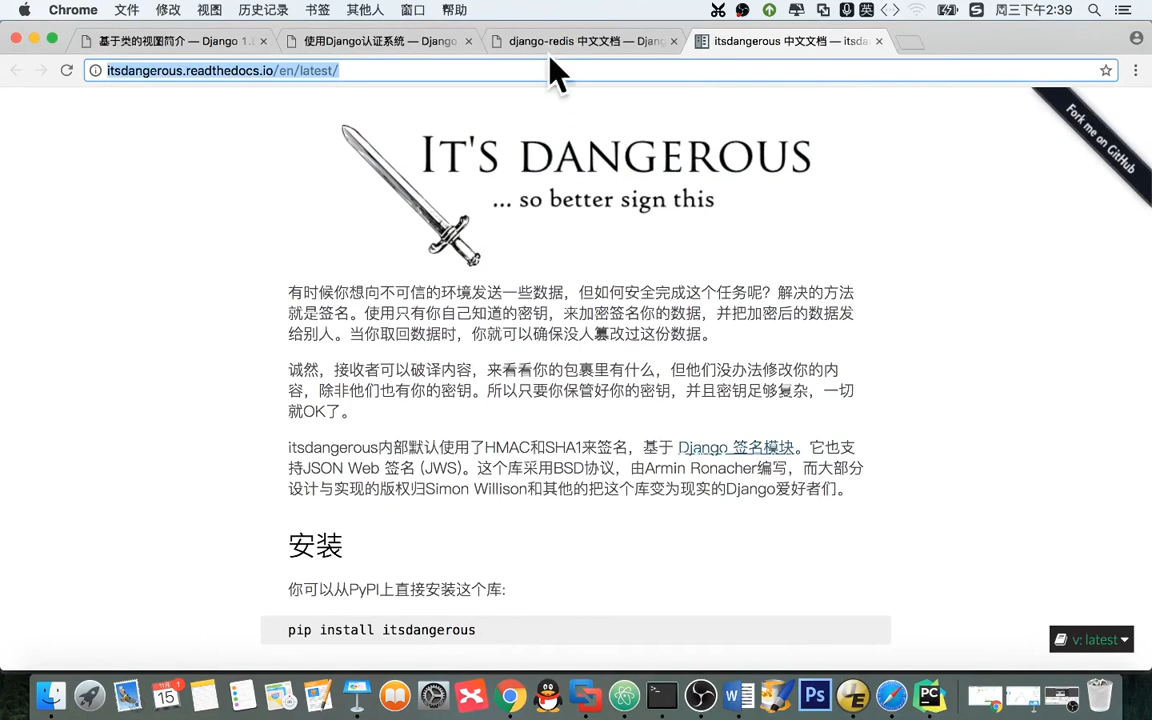 Chrome 文件 修改 视图 历史记录 书签 其他人 窗口 帮助 英 周三下午2:39
基于类的视图简介 — Django 1. 使用Django认证系统 — Django django-redis 中文文档 — Djang itsdangerous 中文文档 — itsda
itsdangerous.readthedocs.io/en/latest/
Fork me on GitHub
IT'S DANGEROUS
... so better sign this
有时候你想向不可信的环境发送一些数据，但如何安全完成这个任务呢？解决的方法
就是签名。使用只有你自己知道的密钥，来加密签名你的数据，并把加密后的数据发
给别人。当你取回数据时，你就可以确保没人篡改过这份数据。
诚然，接收者可以破译内容，来看看你的包裹里有什么，但他们没办法修改你的内
容，除非他们也有你的密钥。所以只要你保管好你的密钥，并且密钥足够复杂，一切
就OK了。
itsdangerous内部默认使用了HMAC和SHA1来签名，基于 Django 签名模块。它也支
持JSON Web 签名 (JWS)。这个库采用BSD协议，由Armin Ronacher编写，而大部分
设计与实现的版权归Simon Willison和其他的把这个库变为现实的Django爱好者们。
安装
你可以从PyPI上直接安装这个库:
pip install itsdangerous
v: latest
15 1 W Ps PC